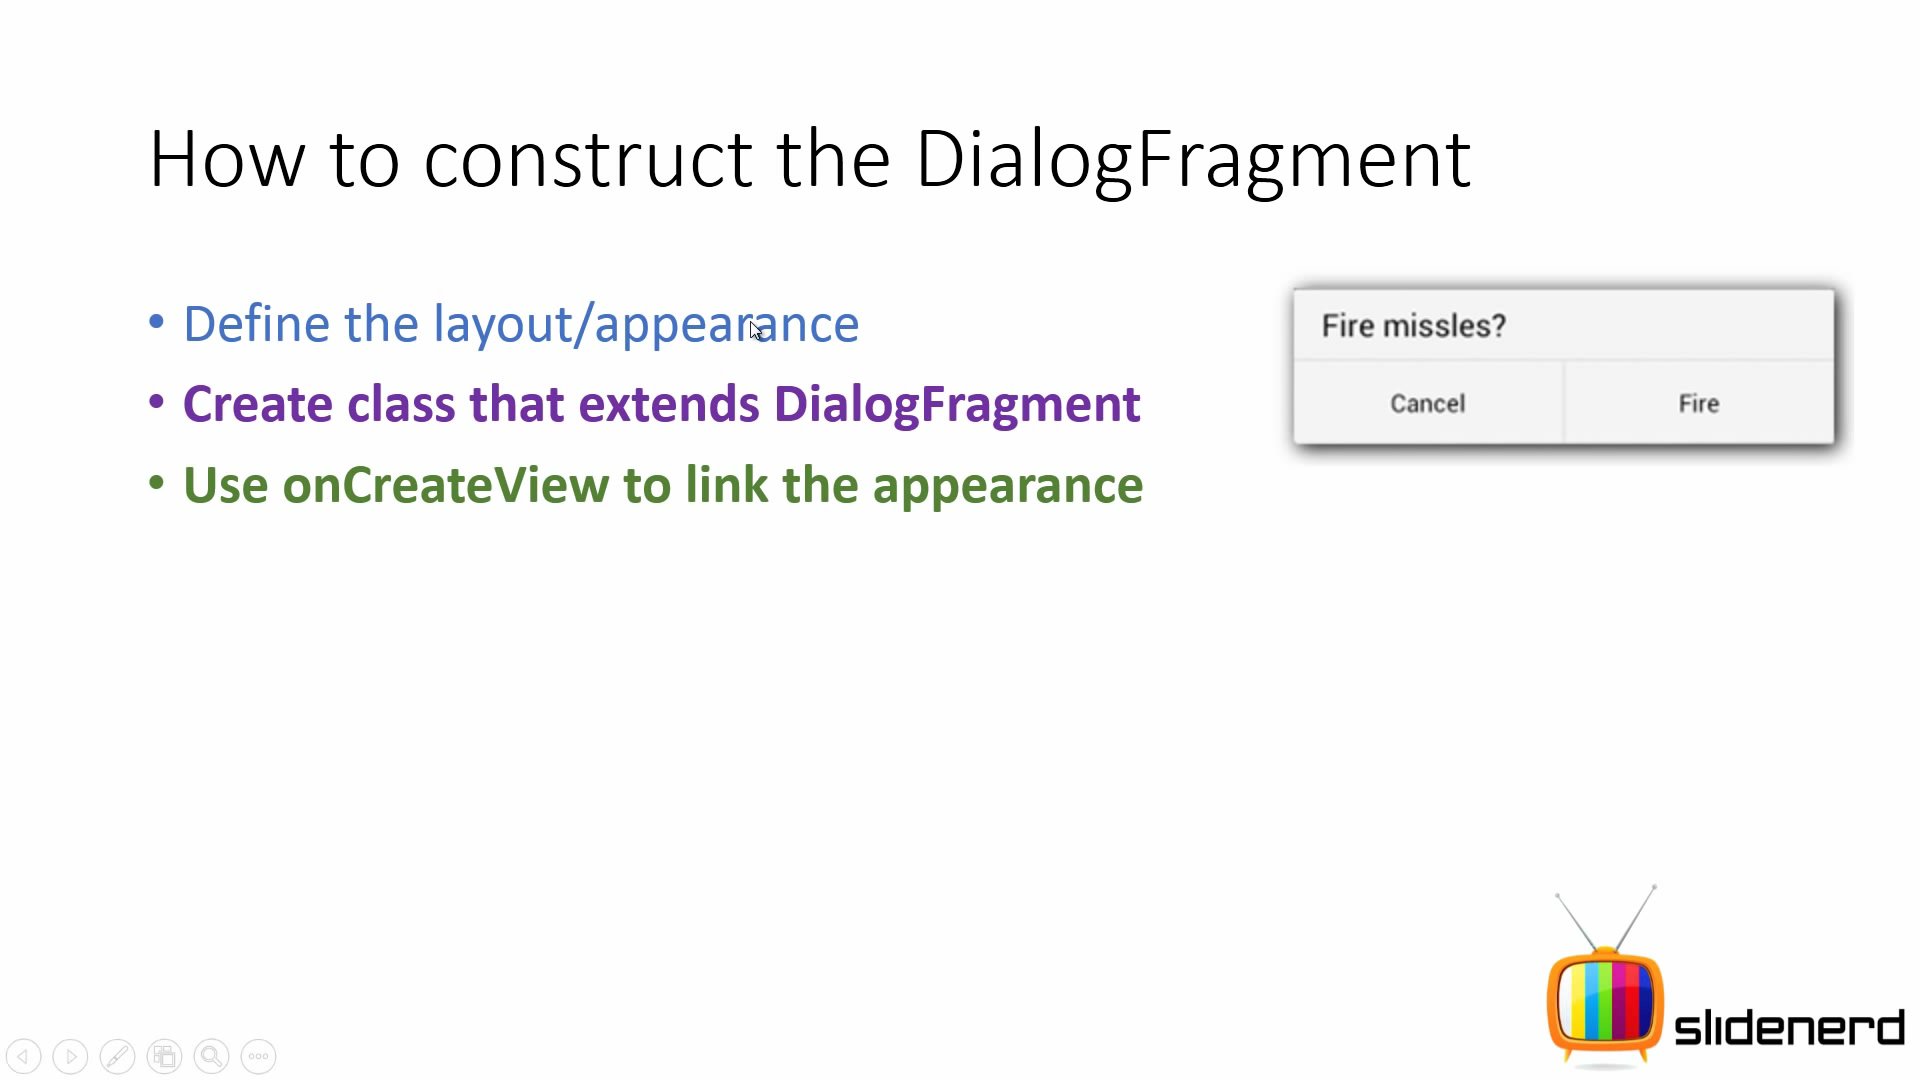 How to construct the DialogFragment
• Define the layout/appearance
• Create class that extends DialogFragment
• Use onCreateView to link the appearance
Fire missles?
Cancel
Fire
slidenerd